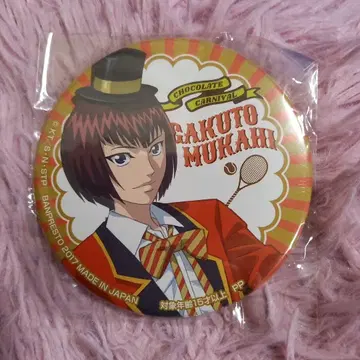 CHOCOLATE
CARNIVAL
GAKUTO
MUKAHI
©K.T, S・N・STP
BANPRESTO 2017 MADE IN JAPAN
対象年齢15才以上 PP